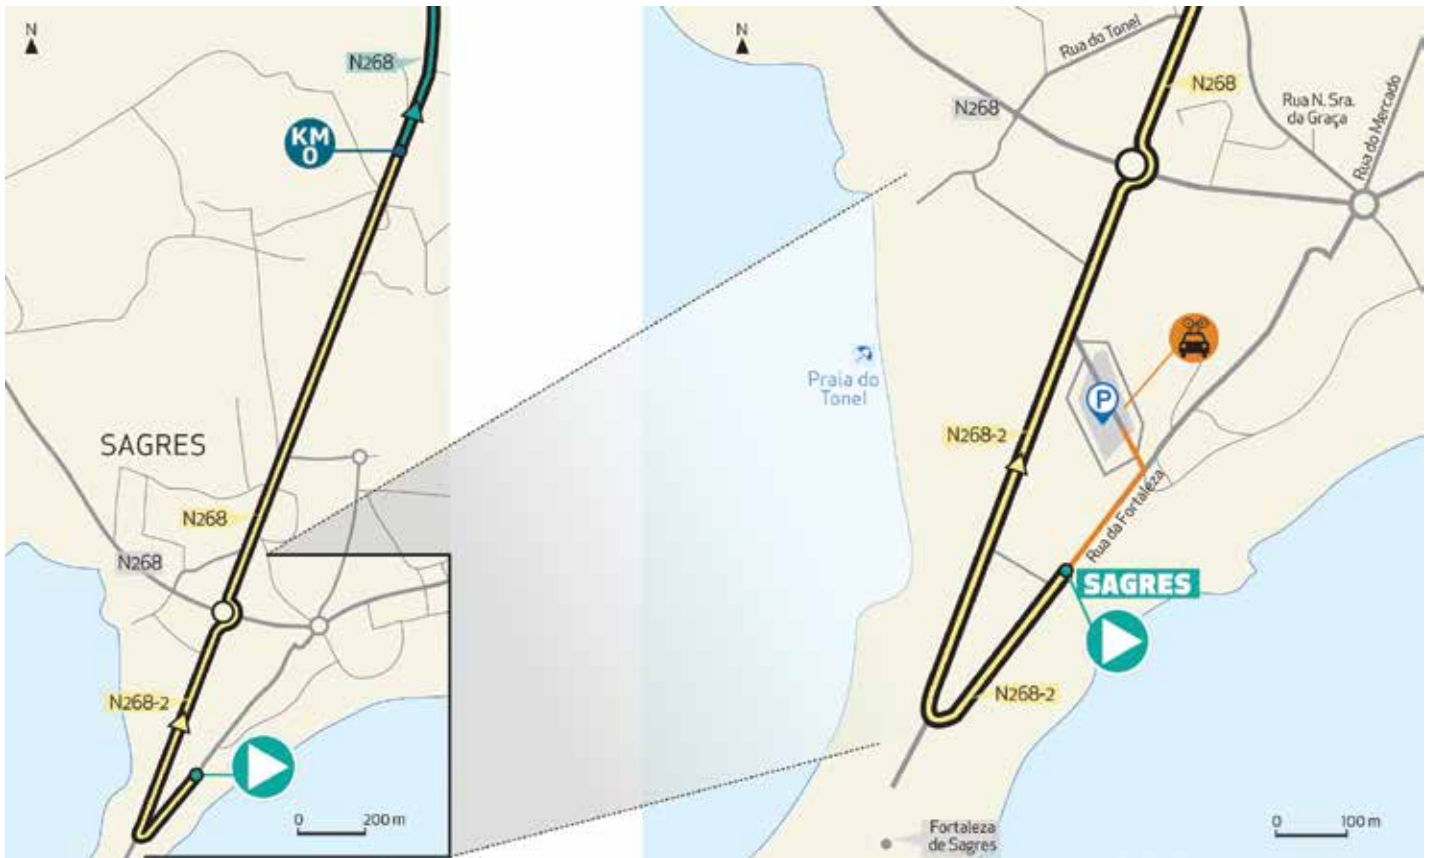 N
N268
KM
0
SAGRES
N268
N268
N268-2
0 200 m
N
Rua do Tonel
N268
N268
Rua N. Sra.
da Graça
Rua do Mercado
Praia do
Tonel
P
N268-2
Rua da Fortaleza
SAGRES
N268-2
Fortaleza
de Sagres
0 100 m